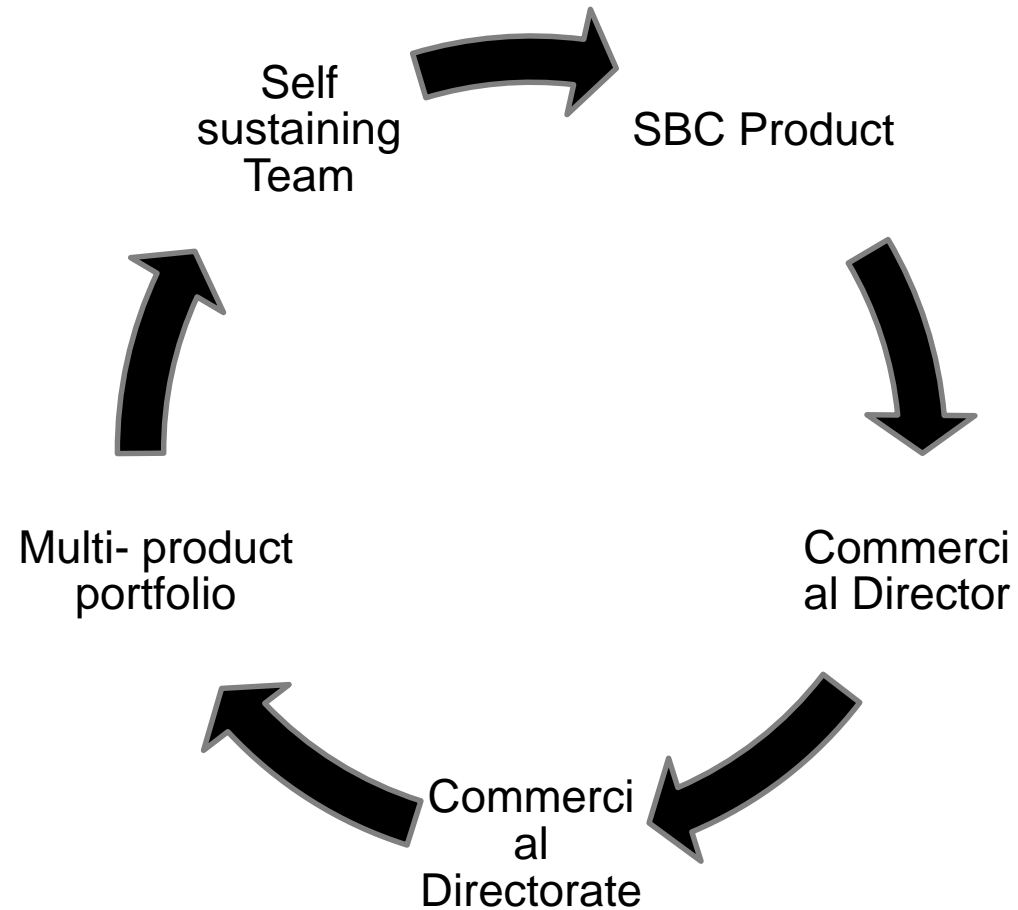 Self
sustaining
Team
SBC Product
Commerci
al Director
Commerci
al
Directorate
Multi- product
portfolio